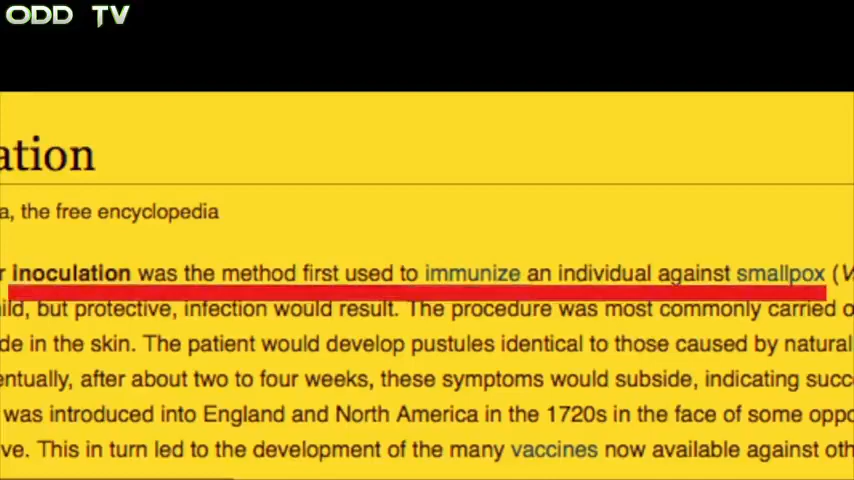 ODD TV
ation
a, the free encyclopedia
r inoculation was the method first used to immunize an individual against smallpox (V
ild, but protective, infection would result. The procedure was most commonly carried o
de in the skin. The patient would develop pustules identical to those caused by natural
entually, after about two to four weeks, these symptoms would subside, indicating succ
was introduced into England and North America in the 1720s in the face of some oppo
ve. This in turn led to the development of the many vaccines now available against oth